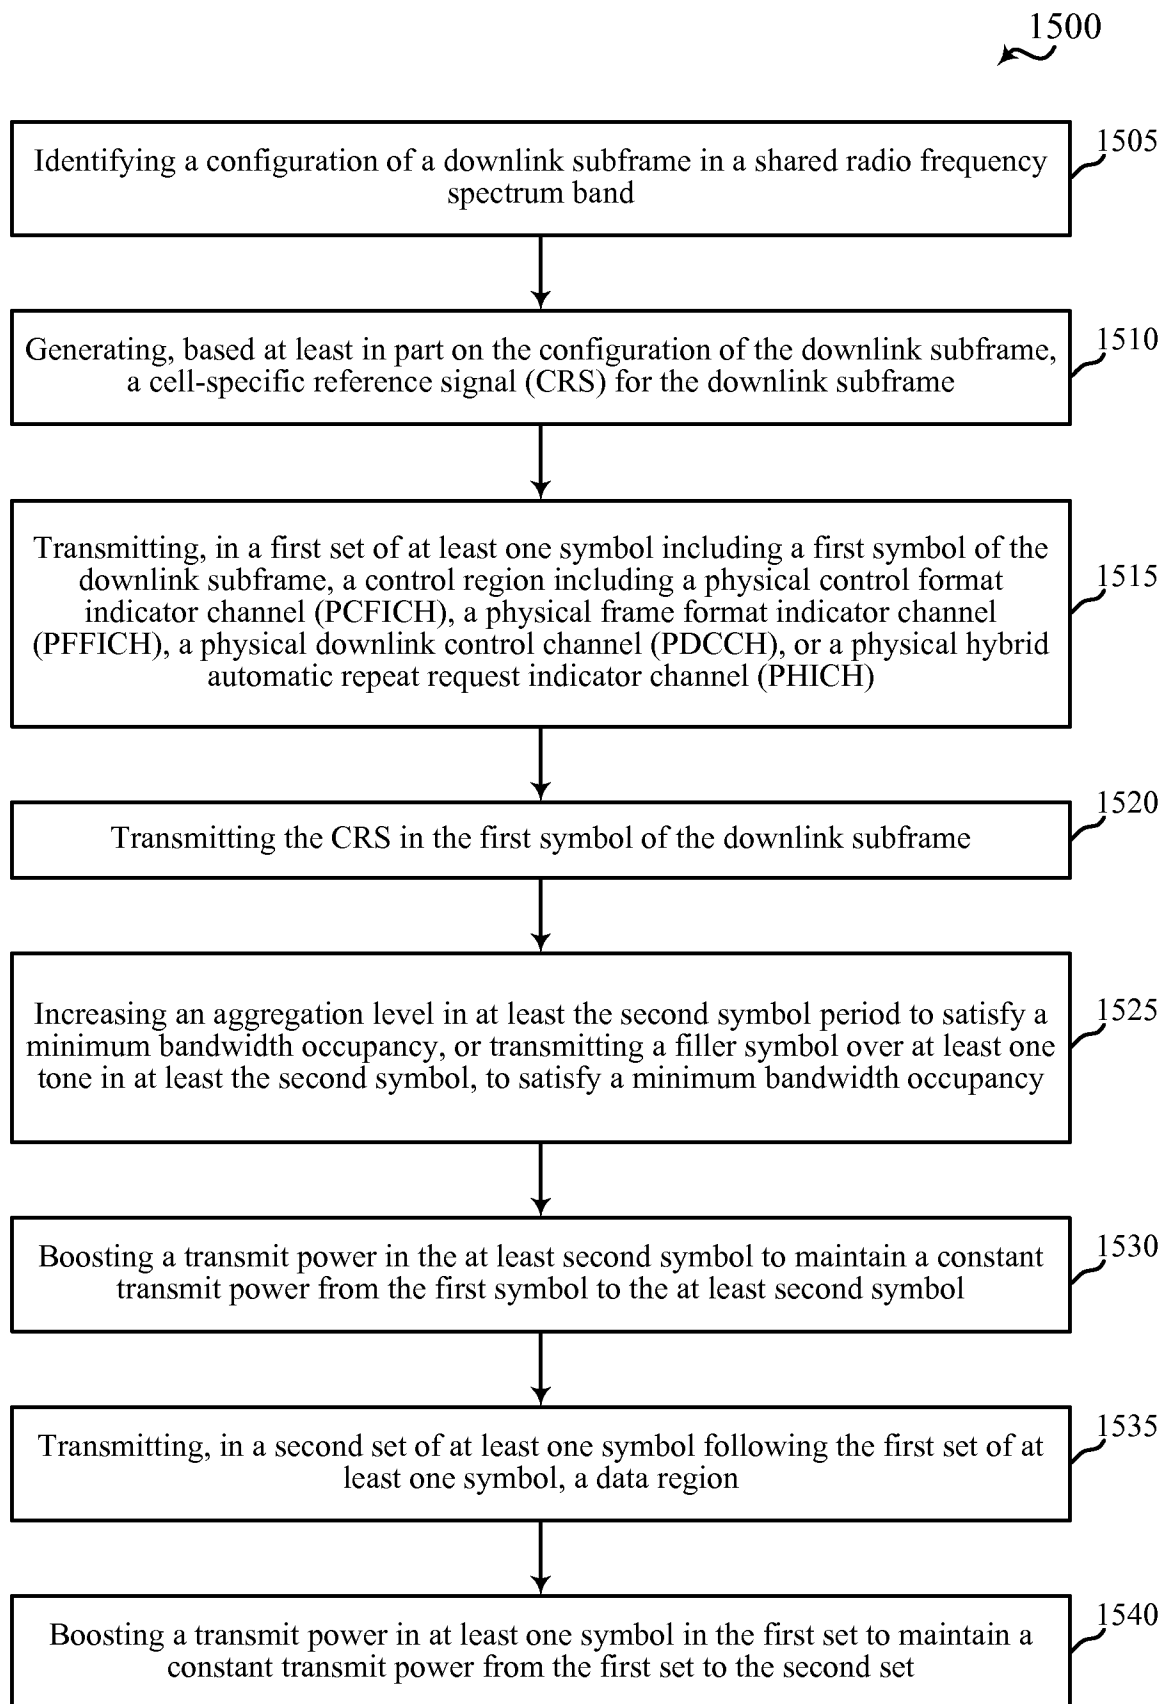 1500
1505
Identifying a configuration of a downlink subframe in a shared radio frequency
spectrum band
1510
Generating, based at least in part on the configuration of the downlink subframe,
a cell-specific reference signal (CRS) for the downlink subframe
1515
Transmitting, in a first set of at least one symbol including a first symbol of the
downlink subframe, a control region including a physical control format
indicator channel (PCFICH), a physical frame format indicator channel
(PFFICH), a physical downlink control channel (PDCCH), or a physical hybrid
automatic repeat request indicator channel (PHICH)
1520
Transmitting the CRS in the first symbol of the downlink subframe
1525
Increasing an aggregation level in at least the second symbol period to satisfy a
minimum bandwidth occupancy, or transmitting a filler symbol over at least one
tone in at least the second symbol, to satisfy a minimum bandwidth occupancy
1530
Boosting a transmit power in the at least second symbol to maintain a constant
transmit power from the first symbol to the at least second symbol
1535
Transmitting, in a second set of at least one symbol following the first set of at
least one symbol, a data region
1540
Boosting a transmit power in at least one symbol in the first set to maintain a
constant transmit power from the first set to the second set